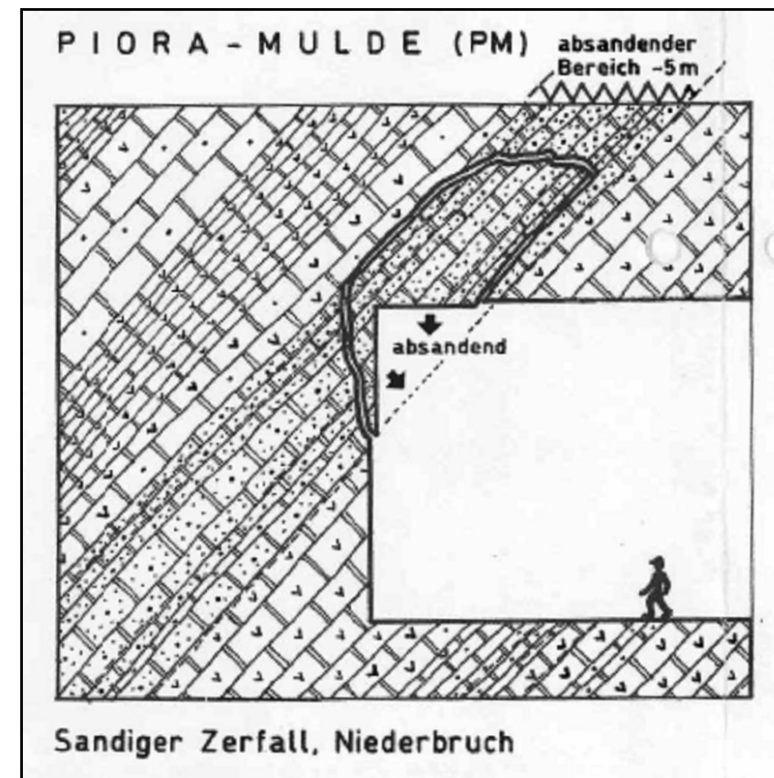 PIORA-MULDE (PM)
absandender
Bereich ~5m
absandend
Sandiger Zerfall, Niederbruch